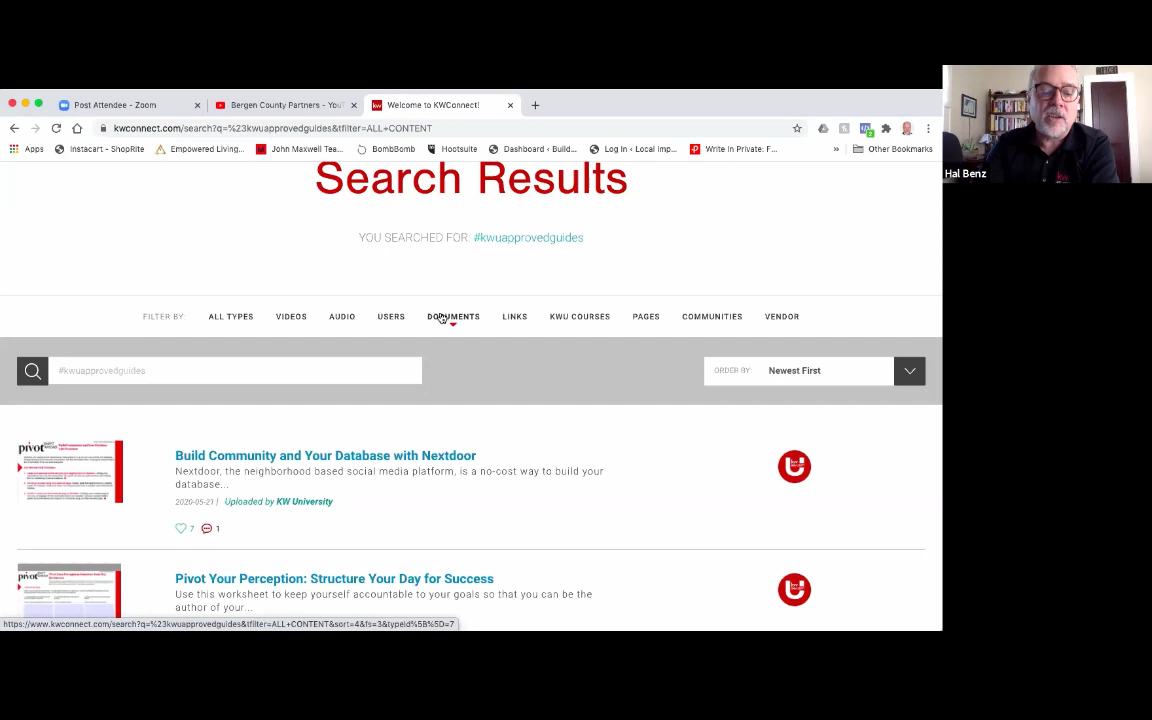 Post Attendee - Zoom
Bergen County Partners - YouT
Welcome to KWConnect!
kwconnect.com/search?q=%23kwuapprovedguides&tfilter=ALL+CONTENT
Apps
Instacart - ShopRite
Empowered Living...
John Maxwell Tea...
BombBomb
Hootsuite
Dashboard ‹ Build...
Log In ‹ Local Imp...
Write In Private: F...
»
Other Bookmarks
Hal Benz
Search Results
YOU SEARCHED FOR: #kwuapprovedguides
FILTER BY: ALL TYPES VIDEOS AUDIO USERS DOCUMENTS LINKS KWU COURSES PAGES COMMUNITIES VENDOR
#kwuapprovedguides
ORDER BY: Newest First
pivot
Build Community and Your Database with Nextdoor
Nextdoor, the neighborhood based social media platform, is a no-cost way to build your
database...
2020-05-21 | Uploaded by KW University
7 1
pivot
Pivot Your Perception: Structure Your Day for Success
Use this worksheet to keep yourself accountable to your goals so that you can be the
author of your...
https://www.kwconnect.com/search?q=%23kwuapprovedguides&tfilter=ALL+CONTENT&sort=4&fs=3&typeId%5B%5D=7